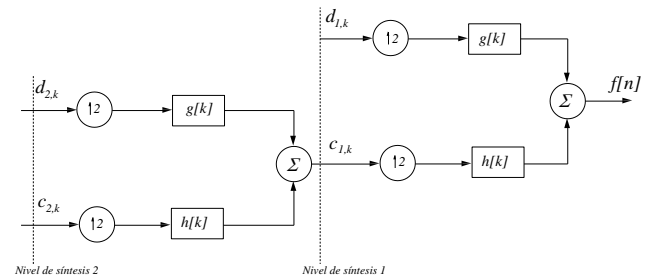 d1,k
↑2
g[k]
d2,k
↑2
g[k]
Σ
f[n]
c1,k
Σ
↑2
h[k]
c2,k
↑2
h[k]
Nivel de síntesis 2
Nivel de síntesis 1